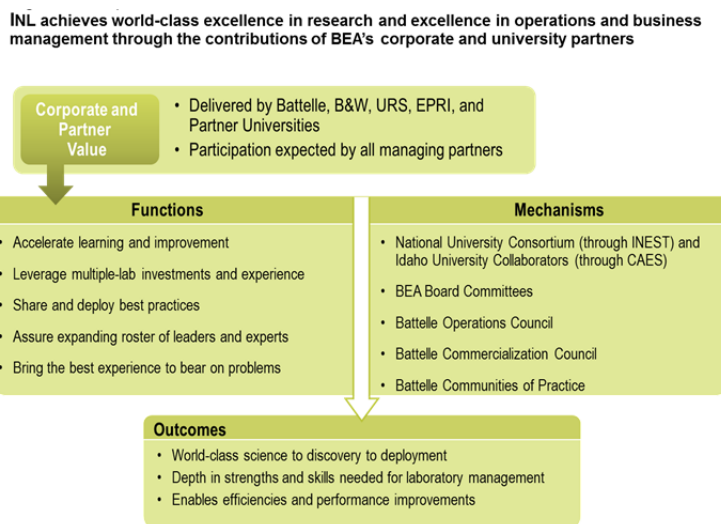 INL achieves world-class excellence in research and excellence in operations and business
management through the contributions of BEA's corporate and university partners
Corporate and
Partner
Value
• Delivered by Battelle, B&W, URS, EPRI, and
Partner Universities
• Participation expected by all managing partners
Functions
• Accelerate learning and improvement
• Leverage multiple-lab investments and experience
• Share and deploy best practices
• Assure expanding roster of leaders and experts
• Bring the best experience to bear on problems
Mechanisms
• National University Consortium (through INEST) and
Idaho University Collaborators (through CAES)
• BEA Board Committees
• Battelle Operations Council
• Battelle Commercialization Council
• Battelle Communities of Practice
Outcomes
• World-class science to discovery to deployment
• Depth in strengths and skills needed for laboratory management
• Enables efficiencies and performance improvements